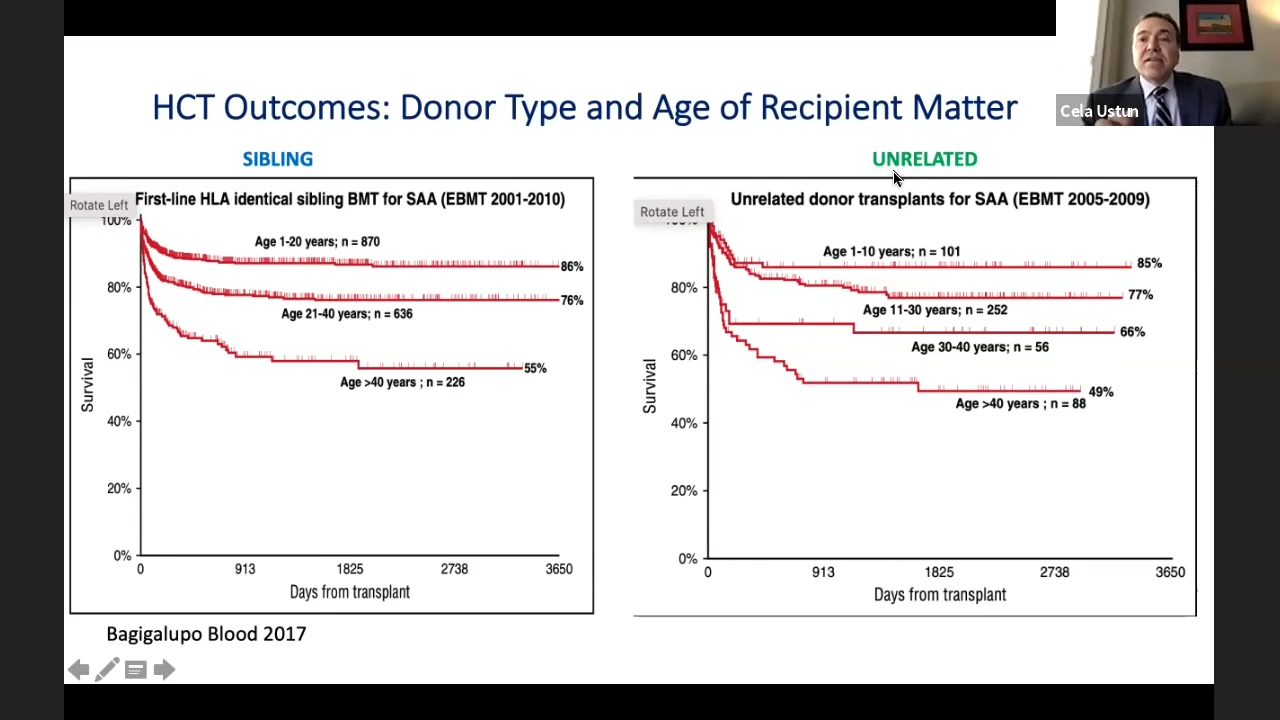 HCT Outcomes: Donor Type and Age of Recipient Matter
Cela Ustun
SIBLING
First-line HLA identical sibling BMT for SAA (EBMT 2001-2010)
Rotate Left
100%
80%
60%
40%
20%
0%
Survival
Age 1-20 years; n = 870
86%
76%
Age 21-40 years; n = 636
55%
Age >40 years ; n = 226
0 913 1825 2738 3650
Days from transplant
UNRELATED
Unrelated donor transplants for SAA (EBMT 2005-2009)
Rotate Left
80%
60%
40%
20%
0%
Survival
Age 1-10 years; n = 101
85%
77%
Age 11-30 years; n = 252
66%
Age 30-40 years; n = 56
49%
Age >40 years ; n = 88
0 913 1825 2738 3650
Days from transplant
Bagigalupo Blood 2017